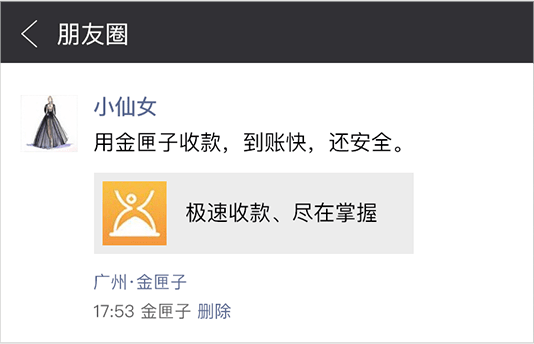 朋友圈
小仙女
用金匣子收款，到账快，还安全。
极速收款、尽在掌握
广州·金匣子
17:53 金匣子 删除